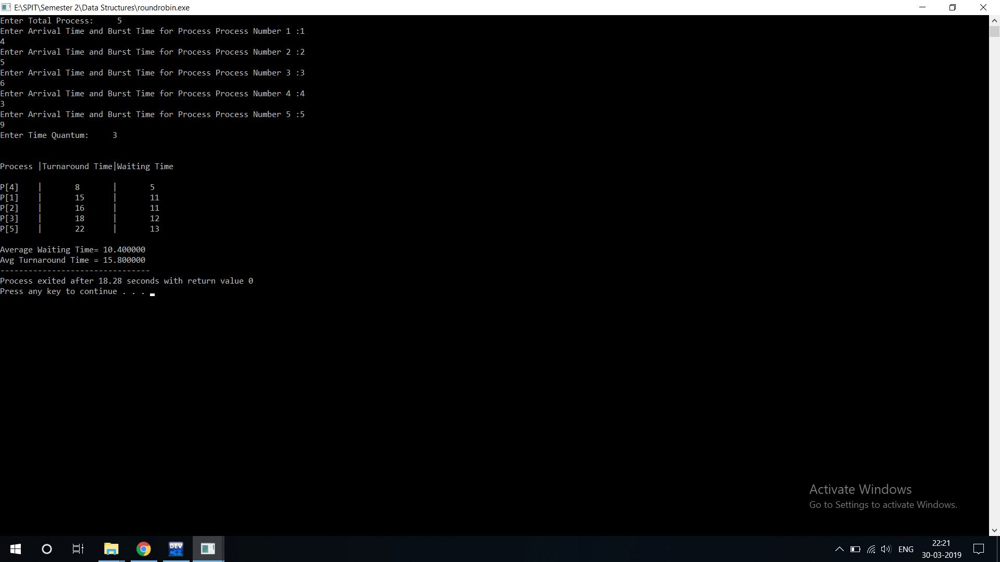 E:\SPIT\Semester 2\Data Structures\roundrobin.exe
Enter Total Process:     5
Enter Arrival Time and Burst Time for Process Process Number 1 :1
4
Enter Arrival Time and Burst Time for Process Process Number 2 :2
5
Enter Arrival Time and Burst Time for Process Process Number 3 :3
6
Enter Arrival Time and Burst Time for Process Process Number 4 :4
3
Enter Arrival Time and Burst Time for Process Process Number 5 :5
9
Enter Time Quantum:     3
Process |Turnaround Time|Waiting Time
P[4]    |       8       |       5
P[1]    |       15      |       11
P[2]    |       16      |       11
P[3]    |       18      |       12
P[5]    |       22      |       13
Average Waiting Time= 10.400000
Avg Turnaround Time = 15.800000
--------------------------------
Process exited after 18.28 seconds with return value 0
Press any key to continue . . .
Activate Windows
Go to Settings to activate Windows.
DEV
C++
ENG
22:21
30-03-2019